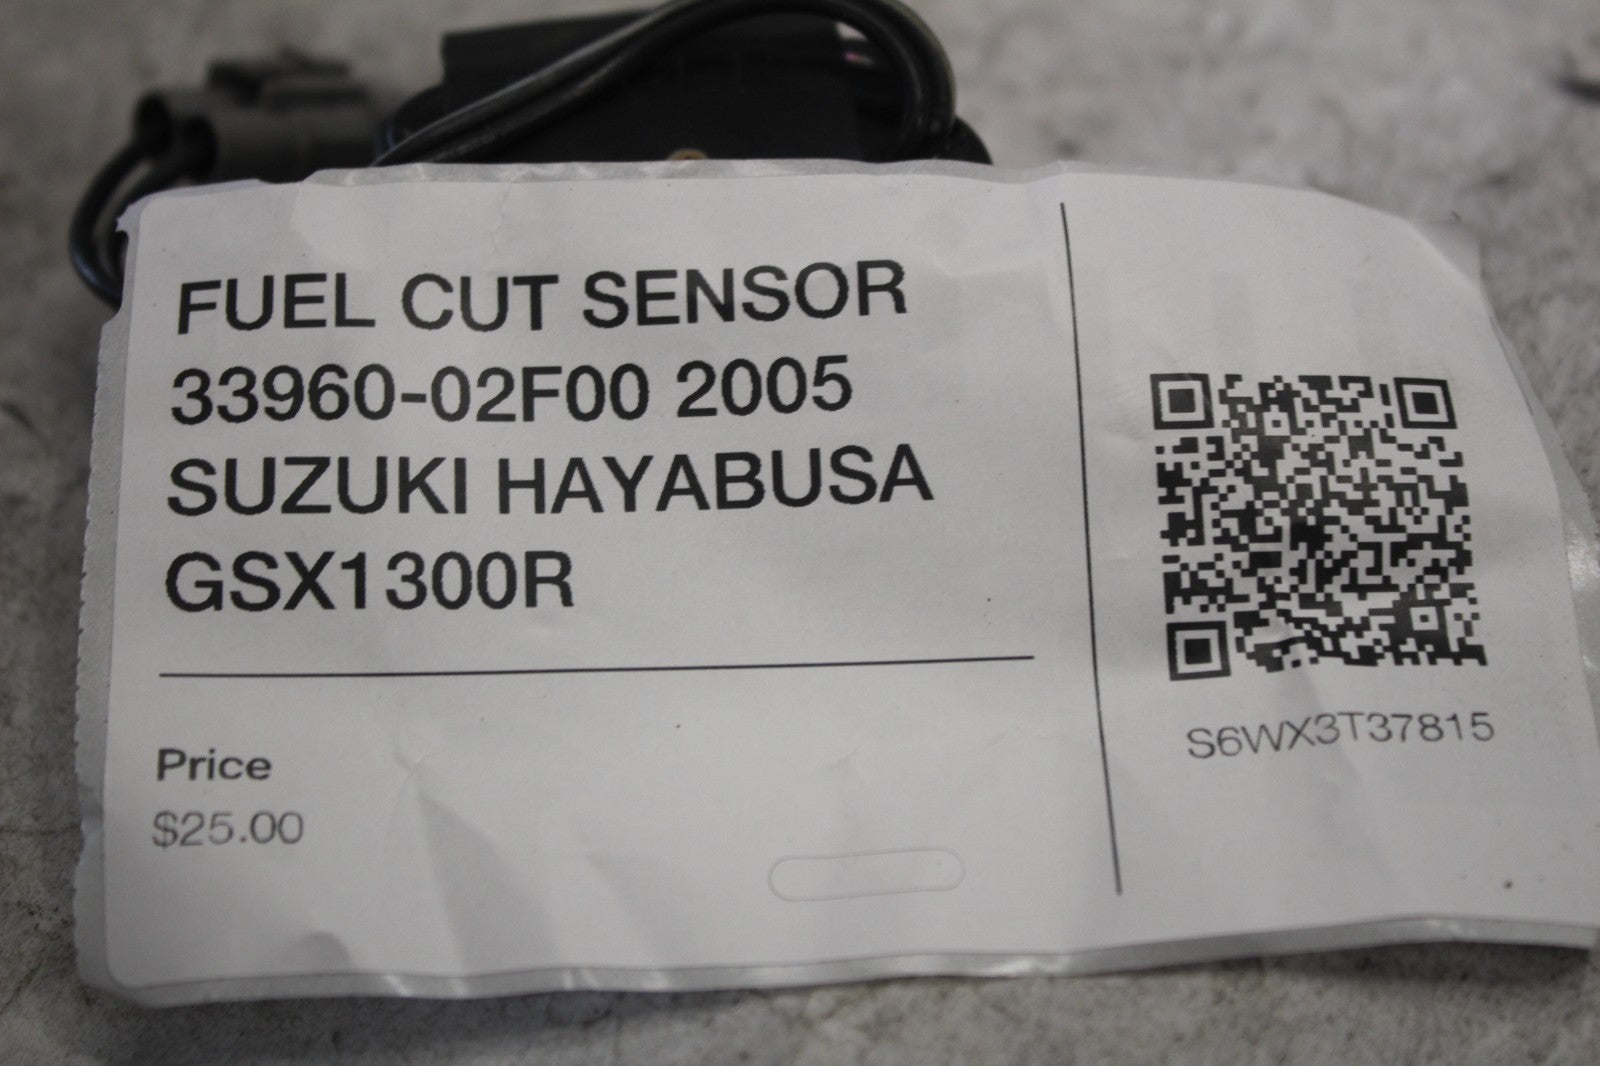 FUEL CUT SENSOR
33960-02F00 2005
SUZUKI HAYABUSA
GSX1300R
Price
$25.00
S6WX3T37815